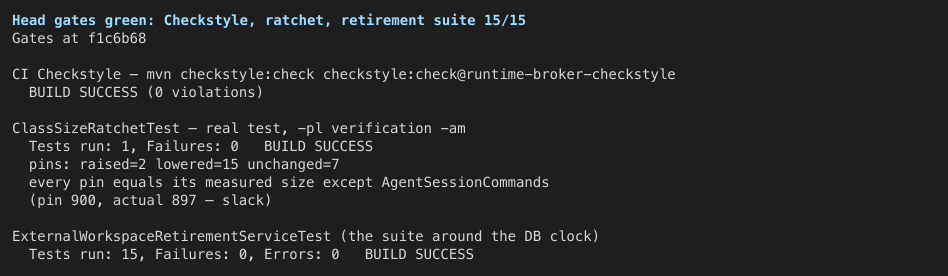 Head gates green: Checkstyle, ratchet, retirement suite 15/15
Gates at f1c6b68
CI Checkstyle — mvn checkstyle:check checkstyle:check@runtime-broker-checkstyle
BUILD SUCCESS (0 violations)
ClassSizeRatchetTest — real test, -pl verification -am
Tests run: 1, Failures: 0   BUILD SUCCESS
pins: raised=2 lowered=15 unchanged=7
every pin equals its measured size except AgentSessionCommands
(pin 900, actual 897 — slack)
ExternalWorkspaceRetirementServiceTest (the suite around the DB clock)
Tests run: 15, Failures: 0, Errors: 0   BUILD SUCCESS